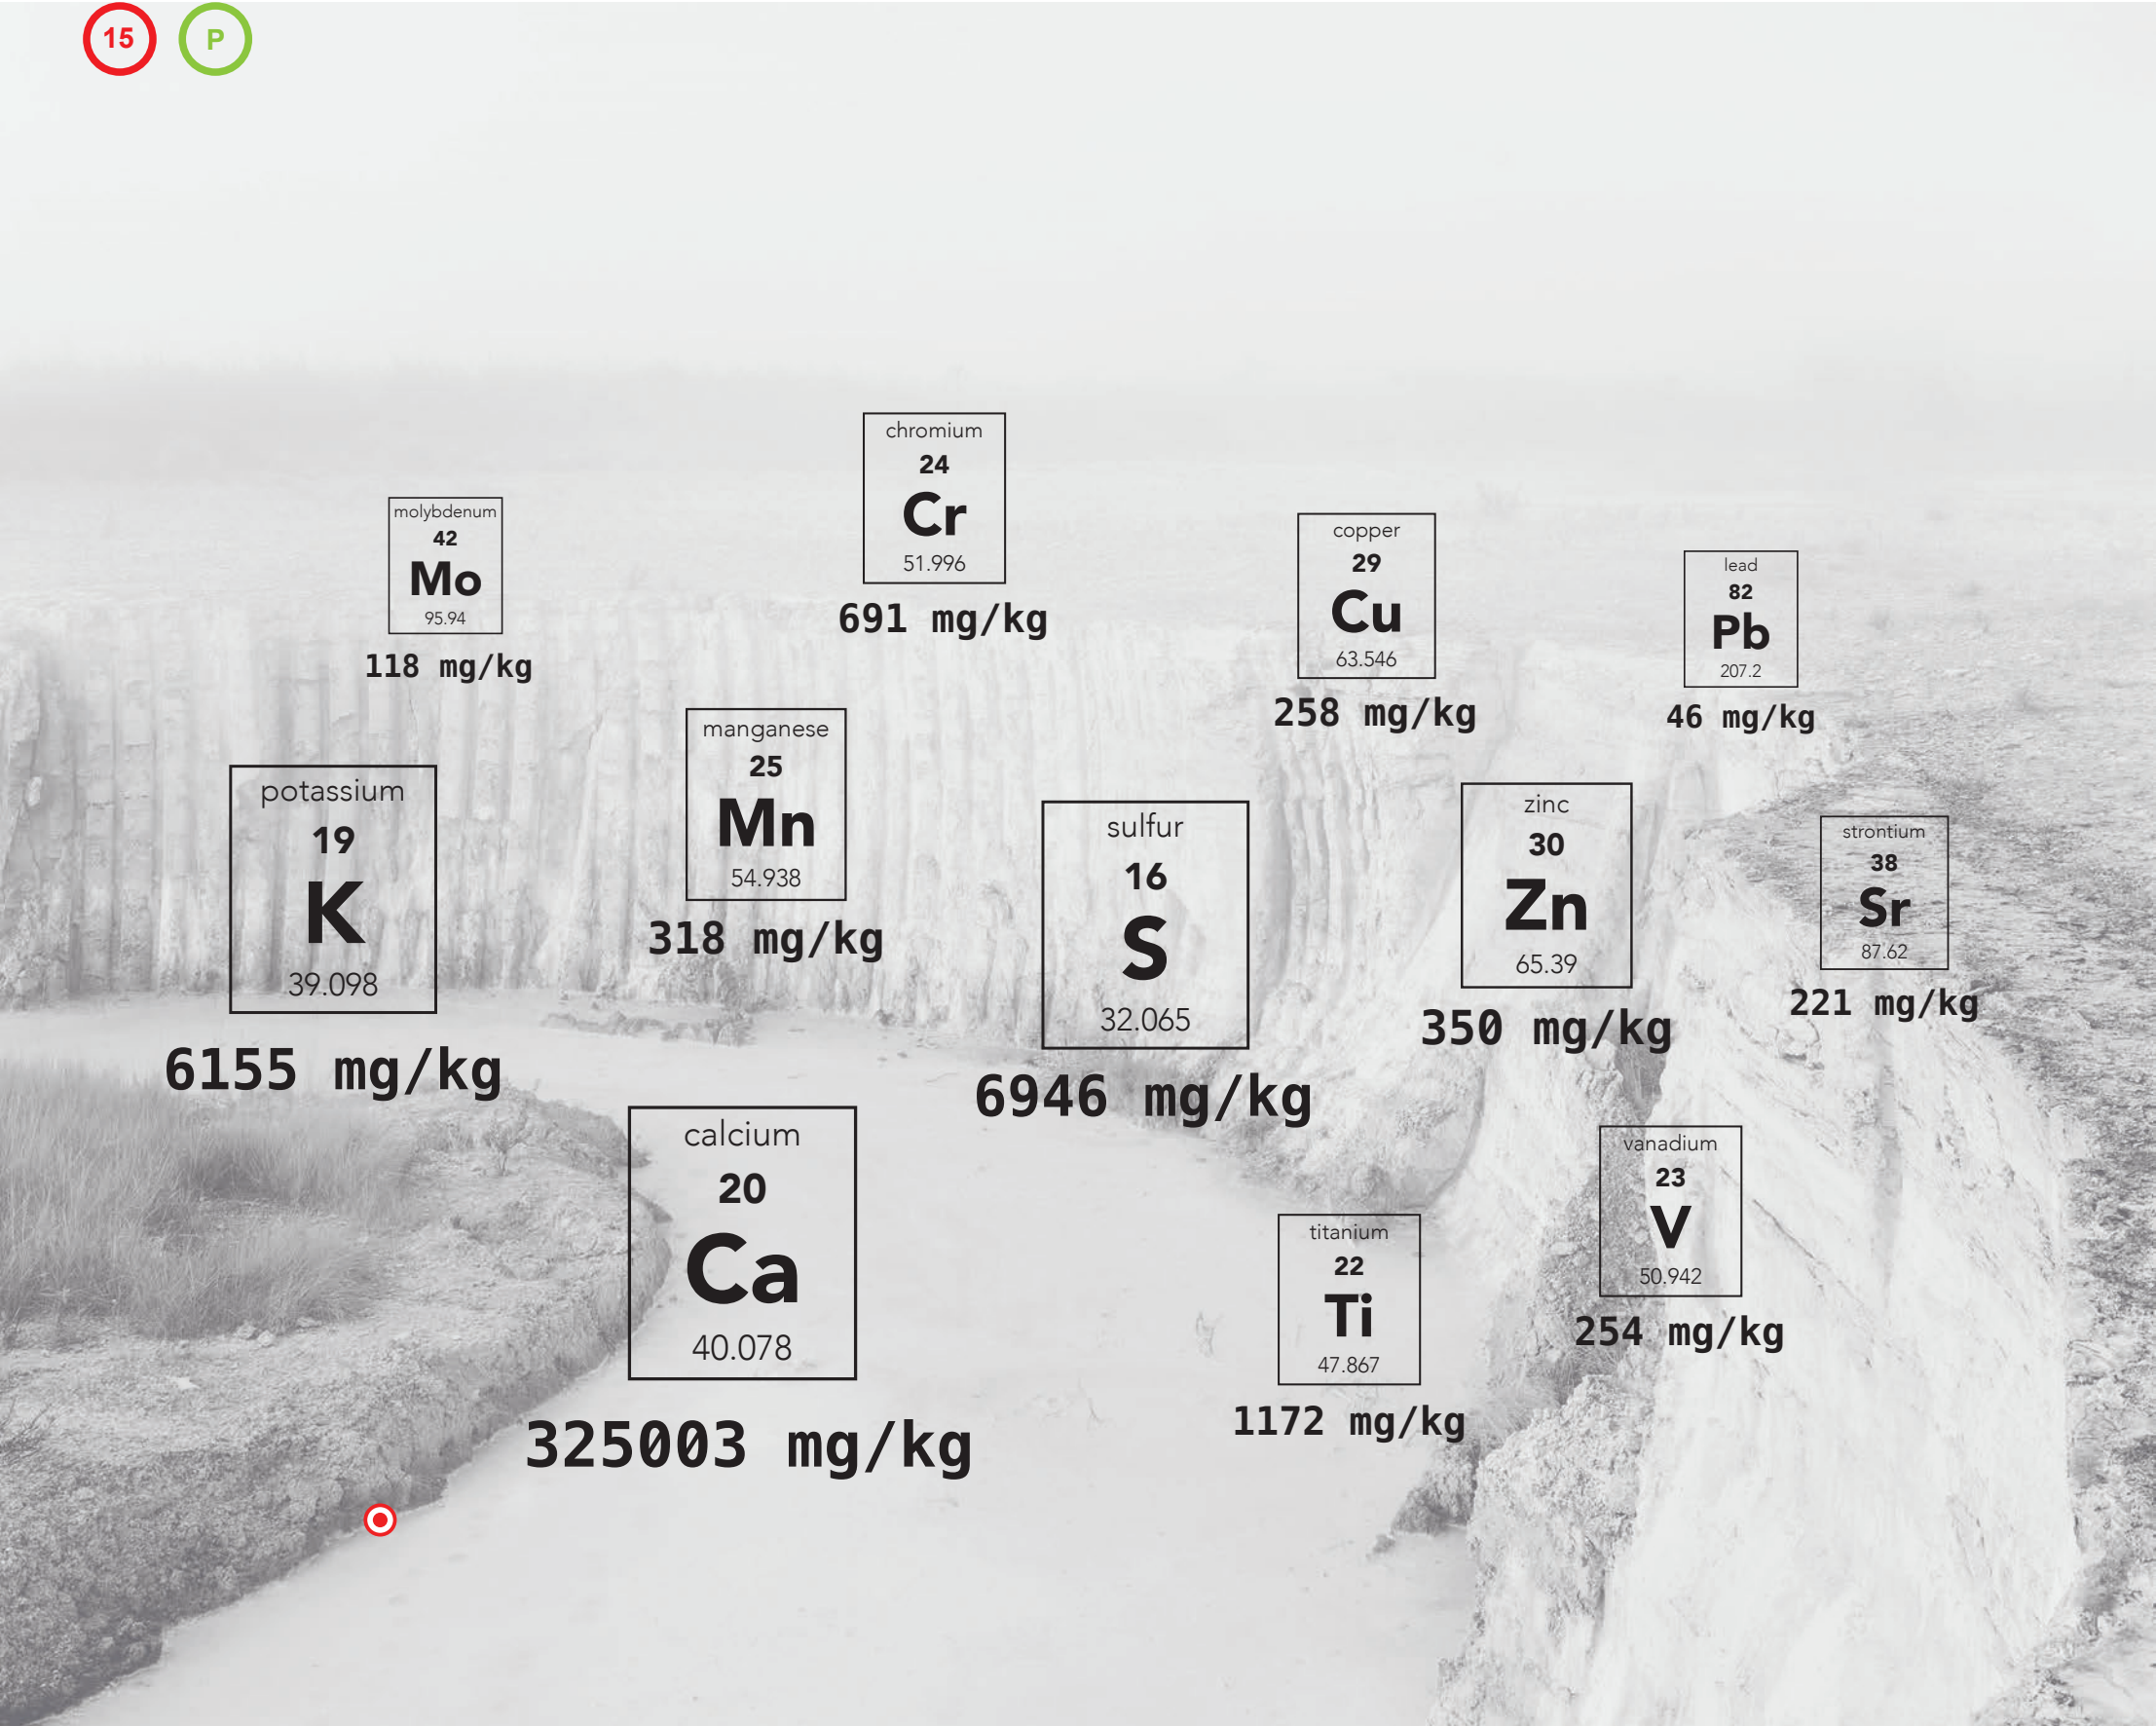 15 P
chromium
24
Cr
51.996
691 mg/kg
molybdenum
42
Mo
95.94
118 mg/kg
copper
29
Cu
63.546
258 mg/kg
lead
82
Pb
207.2
46 mg/kg
manganese
25
Mn
54.938
318 mg/kg
potassium
19
K
39.098
6155 mg/kg
sulfur
16
S
32.065
6946 mg/kg
zinc
30
Zn
65.39
350 mg/kg
strontium
38
Sr
87.62
221 mg/kg
calcium
20
Ca
40.078
325003 mg/kg
titanium
22
Ti
47.867
1172 mg/kg
vanadium
23
V
50.942
254 mg/kg